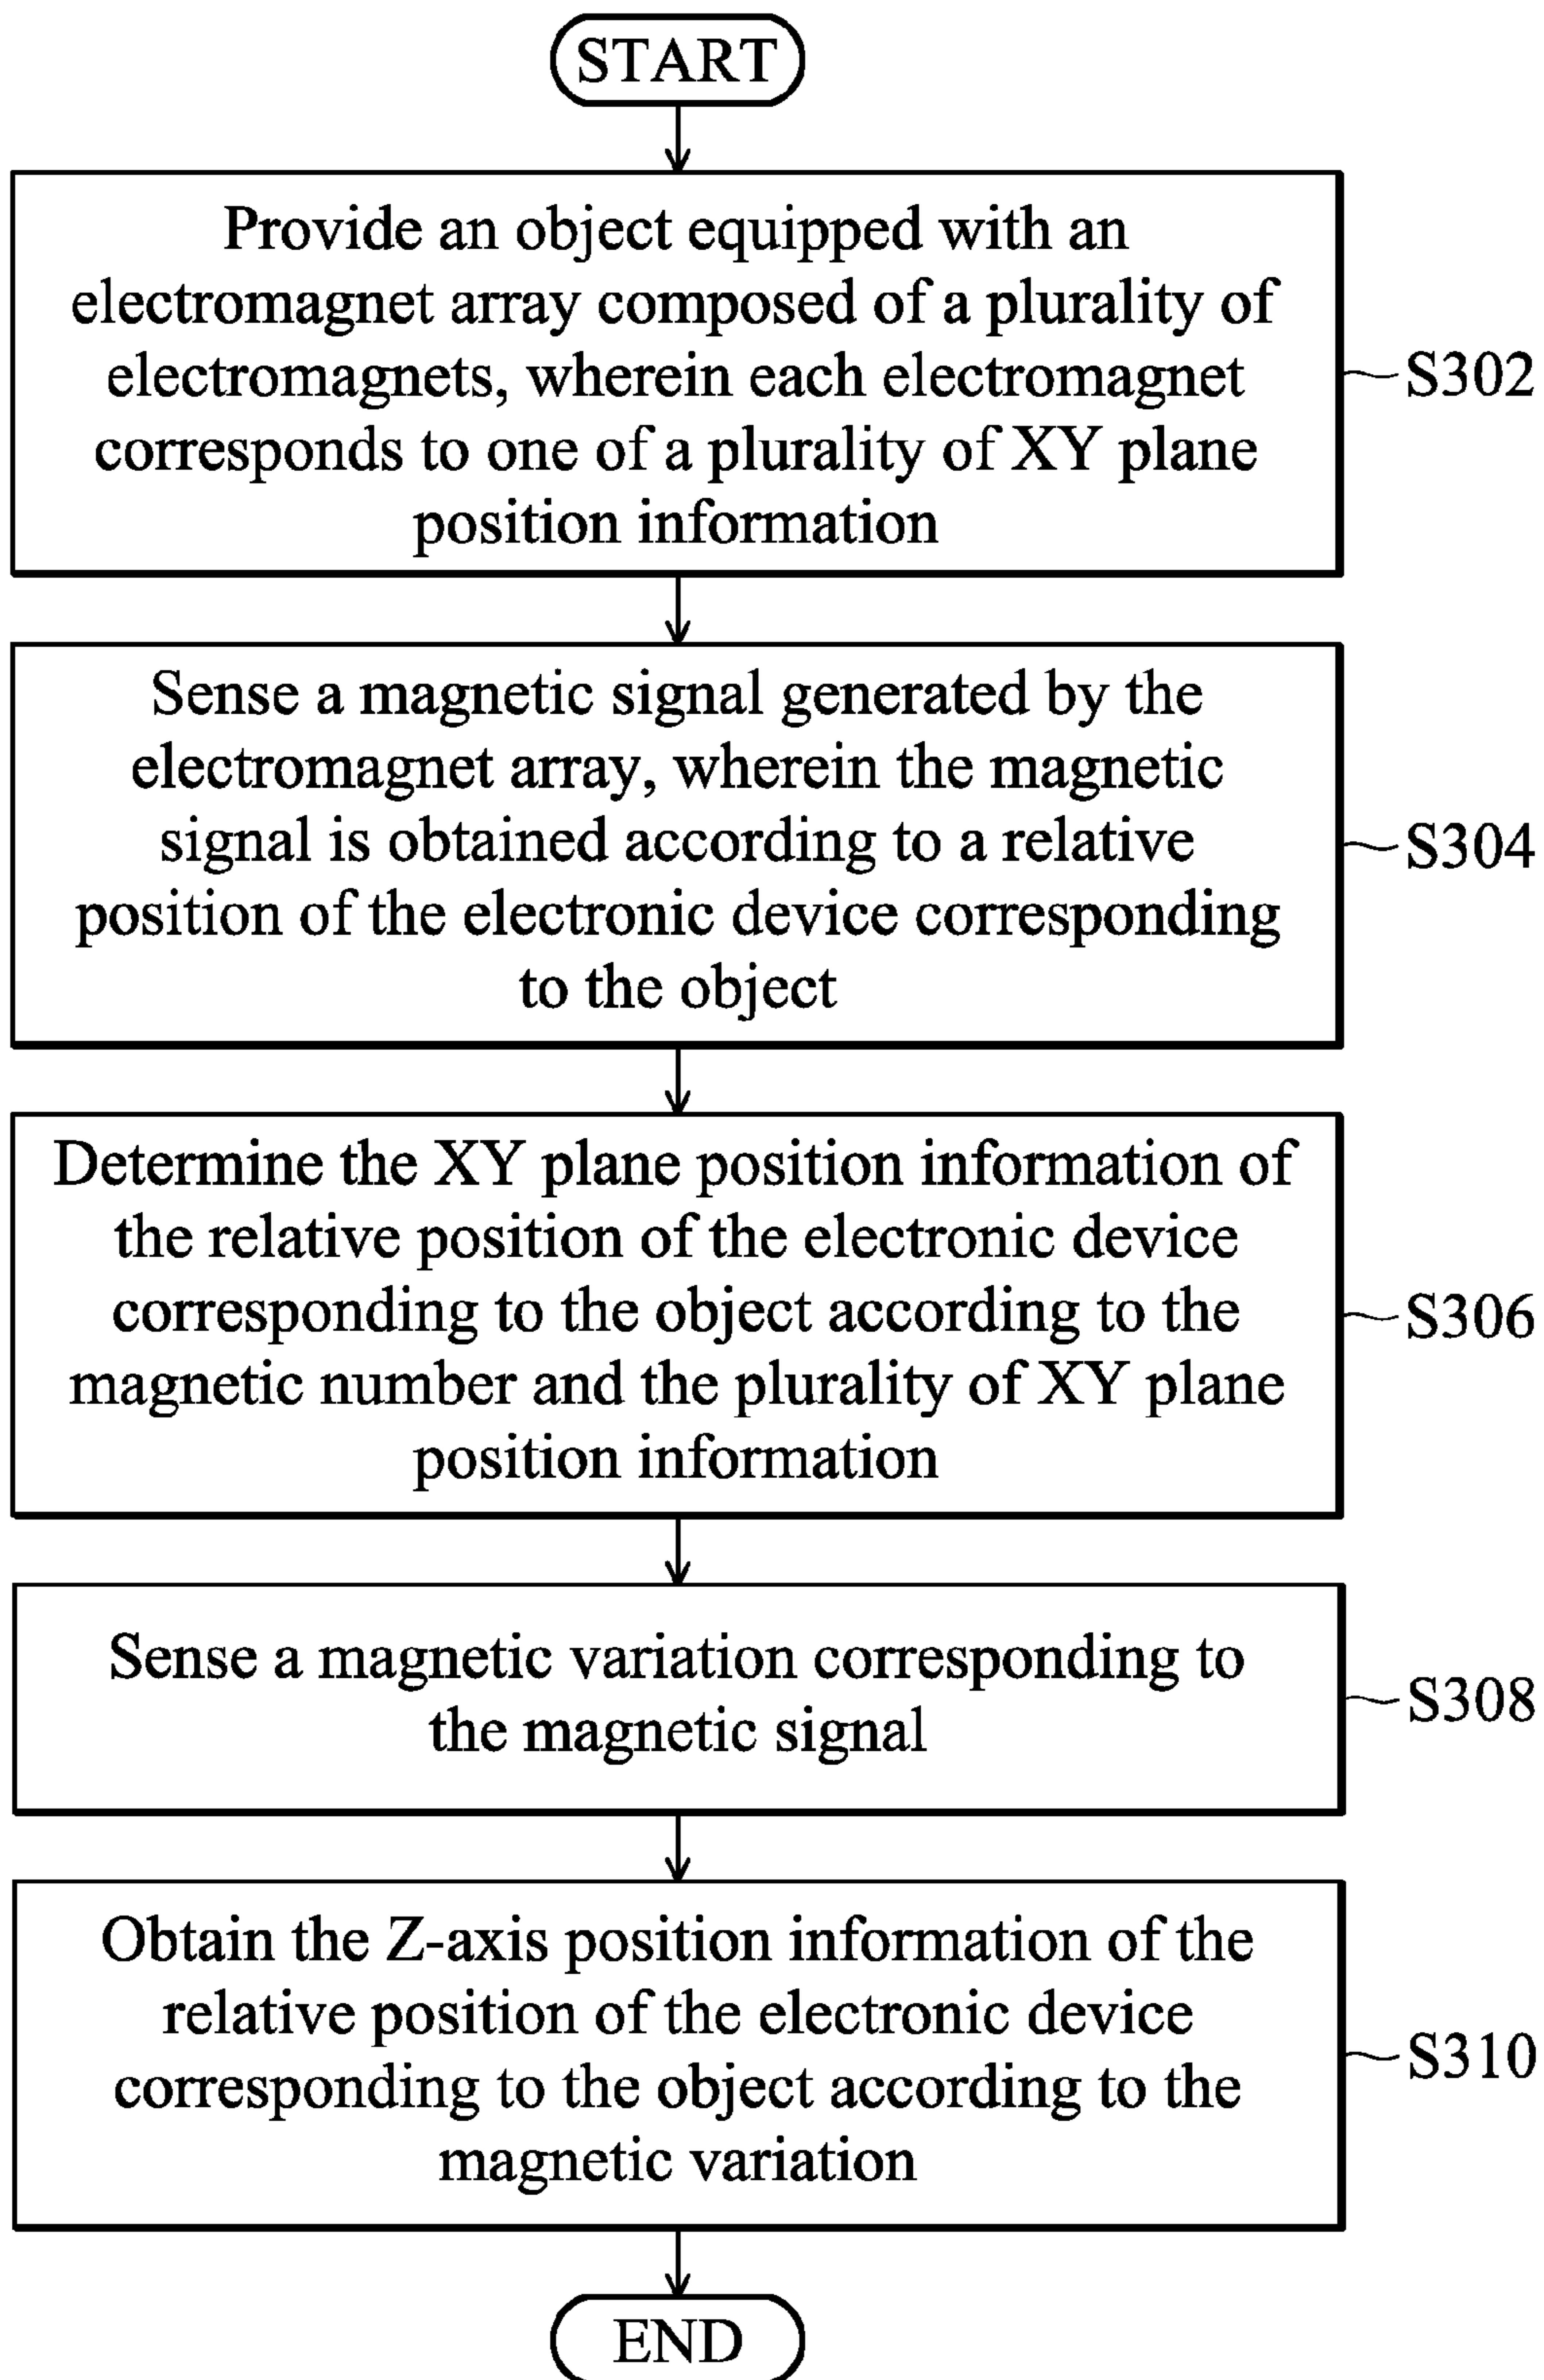 START
Provide an object equipped with an
electromagnet array composed of a plurality of
electromagnets, wherein each electromagnet
corresponds to one of a plurality of XY plane
position information
S302
Sense a magnetic signal generated by the
electromagnet array, wherein the magnetic
signal is obtained according to a relative
position of the electronic device corresponding
to the object
S304
Determine the XY plane position information of
the relative position of the electronic device
corresponding to the object according to the
magnetic number and the plurality of XY plane
position information
S306
Sense a magnetic variation corresponding to
the magnetic signal
S308
Obtain the Z-axis position information of the
relative position of the electronic device
corresponding to the object according to the
magnetic variation
S310
END